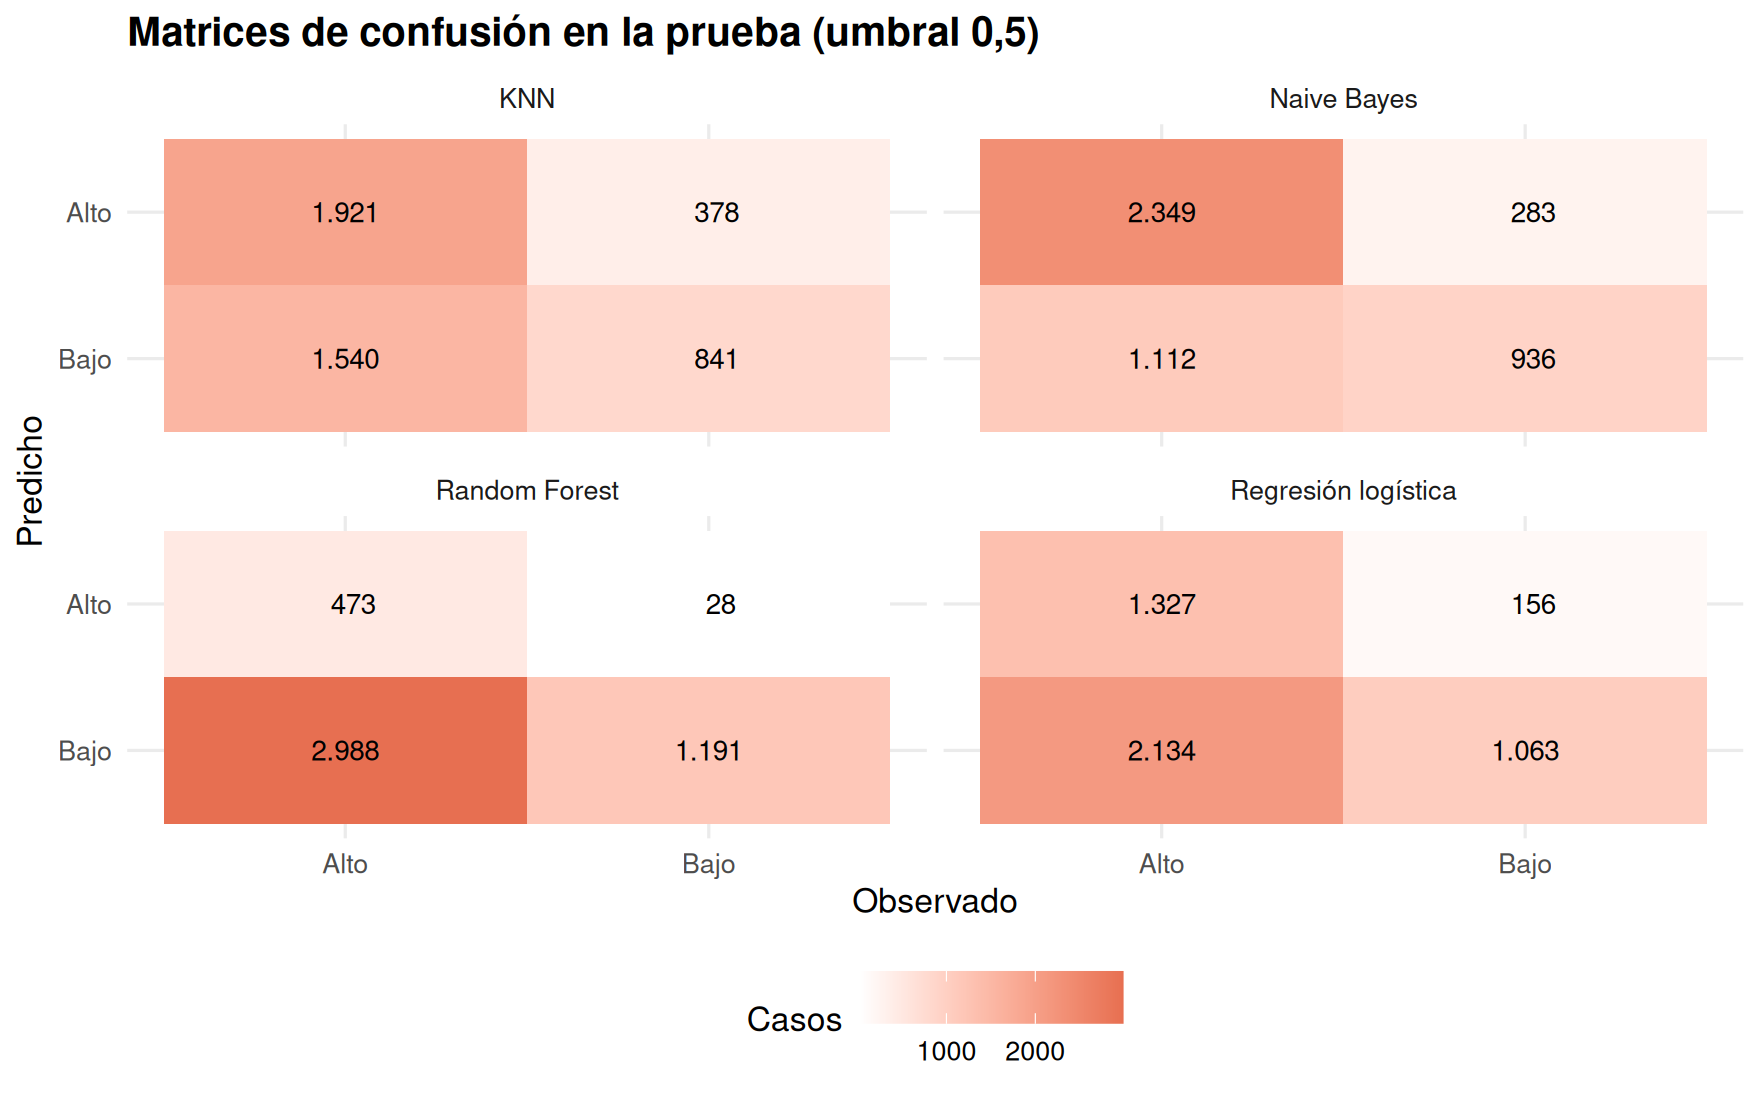 Matrices de confusión en la prueba (umbral 0,5)
KNN
Naive Bayes
Alto
1.921
378
2.349
283
Bajo
1.540
841
1.112
936
Predicho
Random Forest
Regresión logística
Alto
473
28
1.327
156
Bajo
2.988
1.191
2.134
1.063
Alto
Bajo
Alto
Bajo
Observado
Casos
1000
2000